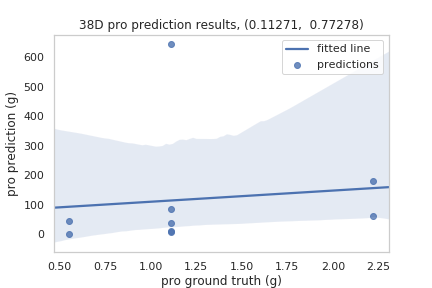 38D pro prediction results, (0.11271,  0.77278)
fitted line
predictions
600
500
400
300
200
100
0
pro prediction (g)
0.50 0.75 1.00 1.25 1.50 1.75 2.00 2.25
pro ground truth (g)